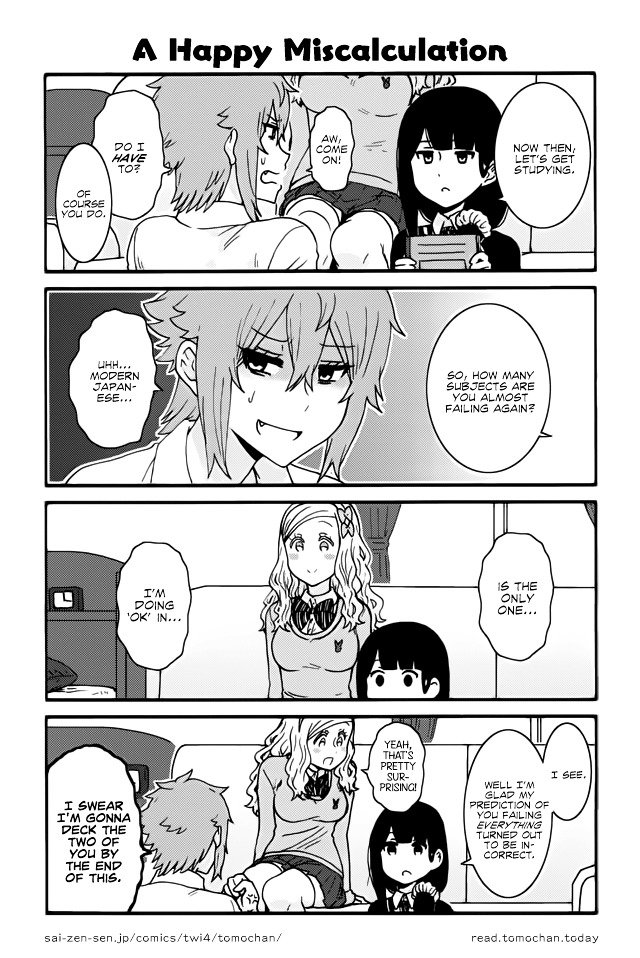 A Happy Miscalculation
NOW THEN,
LET'S GET
STUDYING.
AW,
COME
ON!
DO I
HAVE
TO?
OF
COURSE
YOU DO.
SO, HOW MANY
SUBJECTS ARE
YOU ALMOST
FAILING AGAIN?
UHH...
MODERN
JAPAN-
ESE...
IS THE
ONLY
ONE...
I'M
DOING
'OK' IN...
I SEE.
WELL I'M
GLAD MY
PREDICTION OF
YOU FAILING
EVERYTHING
TURNED OUT
TO BE IN-
CORRECT.
YEAH,
THAT'S
PRETTY
SUR-
PRISING!
I SWEAR
I'M GONNA
DECK THE
TWO OF
YOU BY
THE END
OF THIS.
sai-zen-sen.jp/comics/twi4/tomochan/
read.tomochan.today